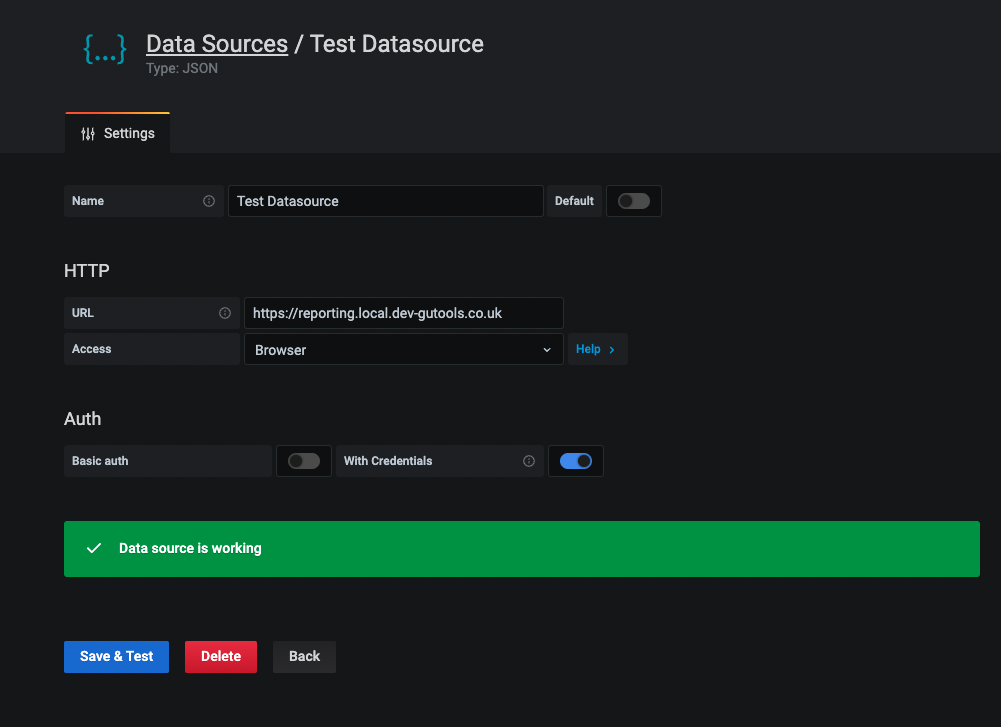 {...}
Data Sources / Test Datasource
Type: JSON
Settings
Name
Test Datasource
Default
HTTP
URL
https://reporting.local.dev-gutools.co.uk
Access
Browser
Help
Auth
Basic auth
With Credentials
Data source is working
Save & Test
Delete
Back